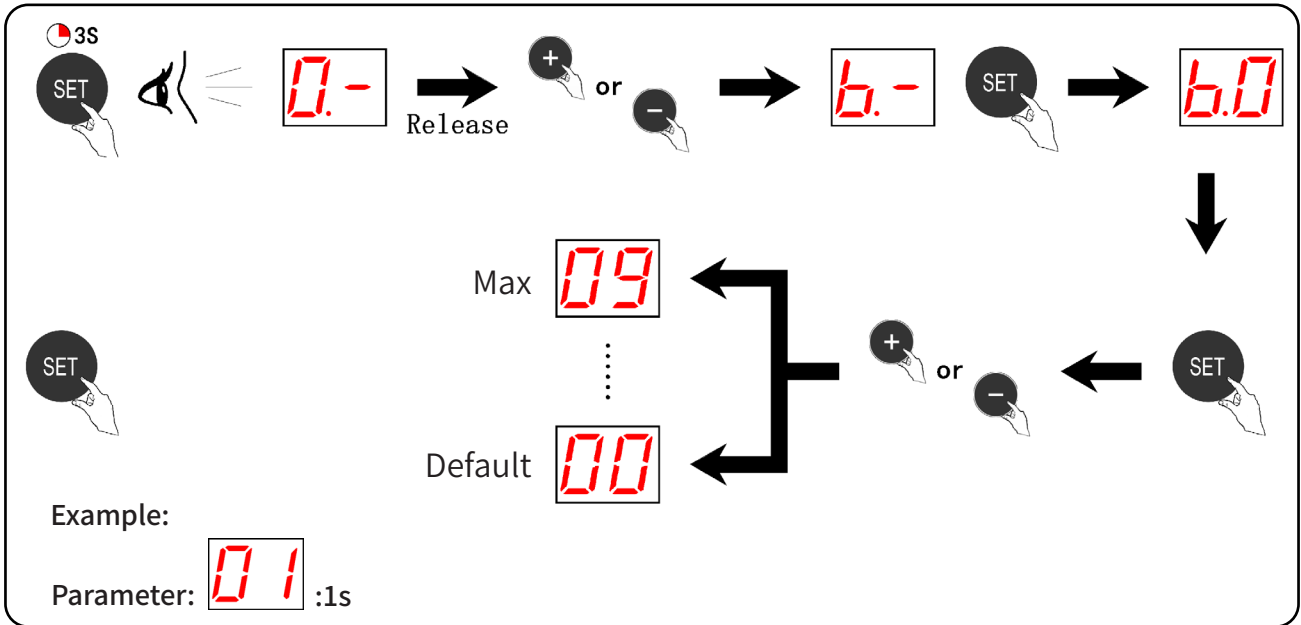 3S
SET
0.-
Release
+ or -
b.-
SET
b.0
Max 09
Default 00
+ or -
SET
SET
Example:
Parameter: 01 :1s